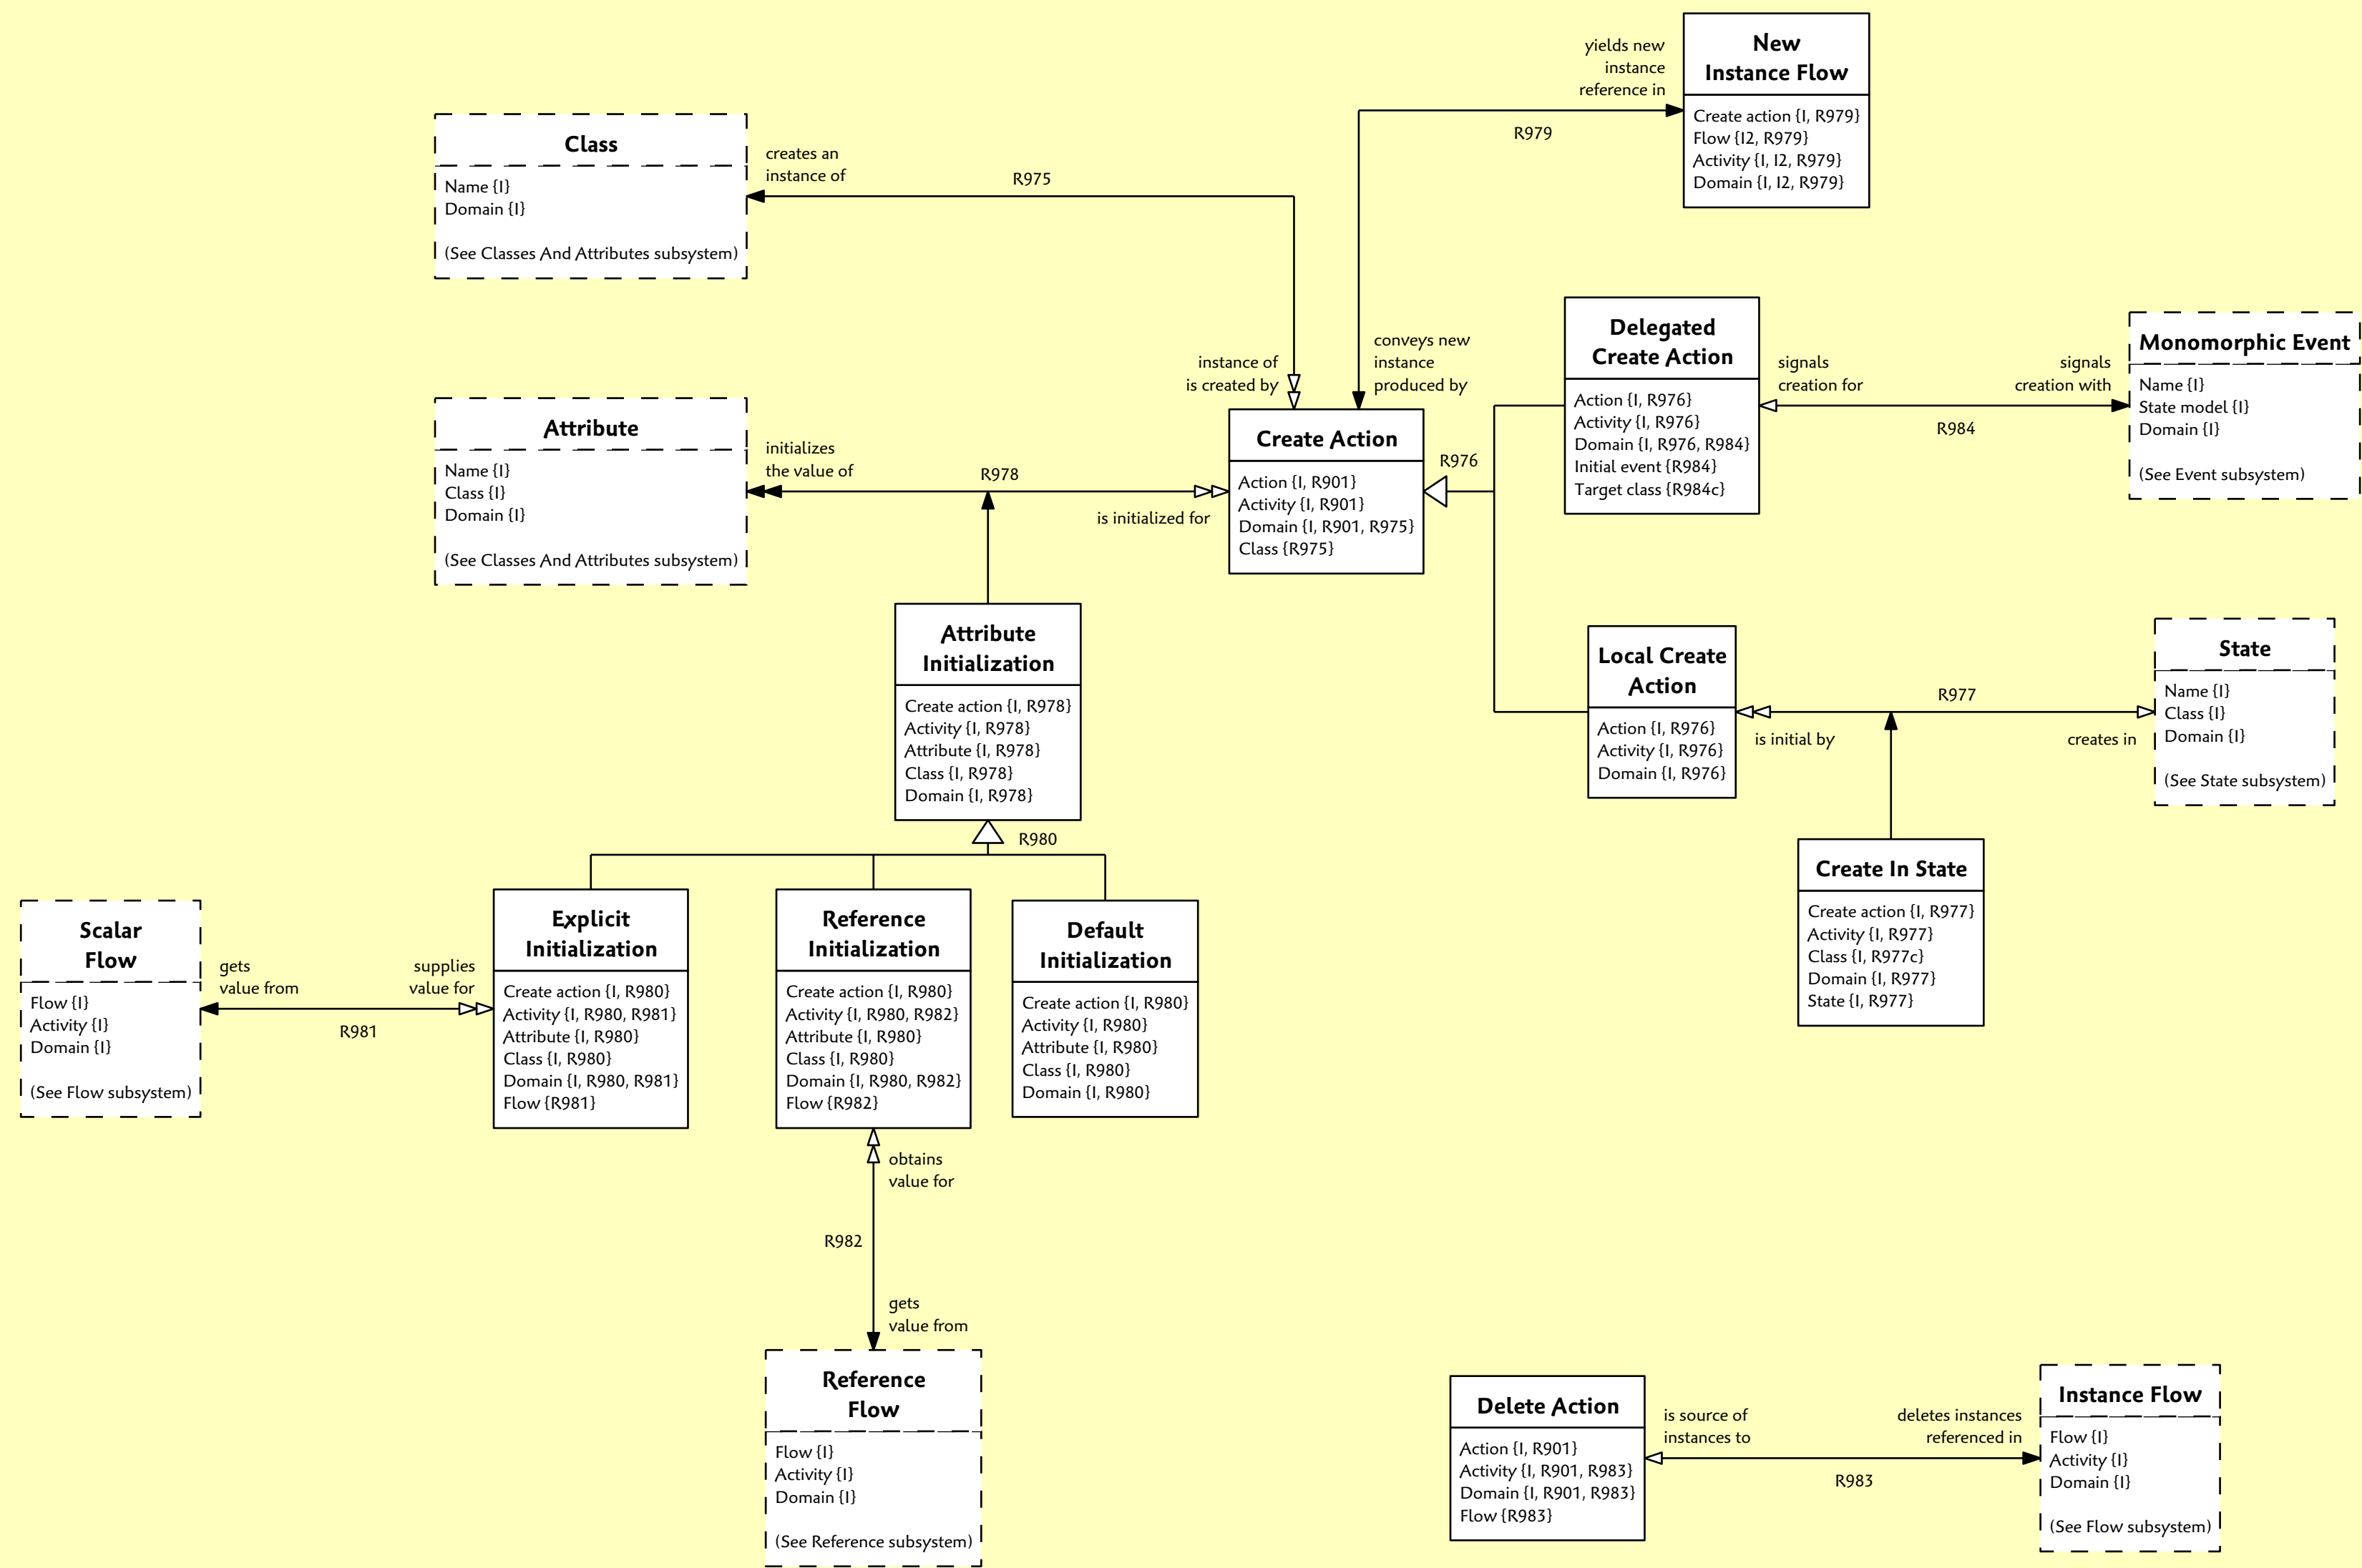 New
Instance Flow
Create action {I, R979}
Flow {I2, R979}
Activity {I, I2, R979}
Domain {I, I2, R979}
yields new
instance
reference in
R979
conveys new
instance
produced by
Class
Name {I}
Domain {I}
(See Classes And Attributes subsystem)
creates an
instance of
R975
instance of
is created by
Delegated
Create Action
Action {I, R976}
Activity {I, R976}
Domain {I, R976, R984}
Initial event {R984}
Target class {R984c}
signals
creation for
signals
creation with
R984
Monomorphic Event
Name {I}
State model {I}
Domain {I}
(See Event subsystem)
Attribute
Name {I}
Class {I}
Domain {I}
(See Classes And Attributes subsystem)
initializes
the value of
R978
is initialized for
Create Action
Action {I, R901}
Activity {I, R901}
Domain {I, R901, R975}
Class {R975}
R976
Attribute
Initialization
Create action {I, R978}
Activity {I, R978}
Attribute {I, R978}
Class {I, R978}
Domain {I, R978}
R980
Local Create
Action
Action {I, R976}
Activity {I, R976}
Domain {I, R976}
is initial by
R977
creates in
State
Name {I}
Class {I}
Domain {I}
(See State subsystem)
Create In State
Create action {I, R977}
Activity {I, R977}
Class {I, R977c}
Domain {I, R977}
State {I, R977}
Scalar
Flow
Flow {I}
Activity {I}
Domain {I}
(See Flow subsystem)
gets
value from
supplies
value for
R981
Explicit
Initialization
Create action {I, R980}
Activity {I, R980, R981}
Attribute {I, R980}
Class {I, R980}
Domain {I, R980, R981}
Flow {R981}
Reference
Initialization
Create action {I, R980}
Activity {I, R980, R982}
Attribute {I, R980}
Class {I, R980}
Domain {I, R980, R982}
Flow {R982}
Default
Initialization
Create action {I, R980}
Activity {I, R980}
Attribute {I, R980}
Class {I, R980}
Domain {I, R980}
obtains
value for
R982
gets
value from
Reference
Flow
Flow {I}
Activity {I}
Domain {I}
(See Reference subsystem)
Delete Action
Action {I, R901}
Activity {I, R901, R983}
Domain {I, R901, R983}
Flow {R983}
is source of
instances to
deletes instances
referenced in
R983
Instance Flow
Flow {I}
Activity {I}
Domain {I}
(See Flow subsystem)